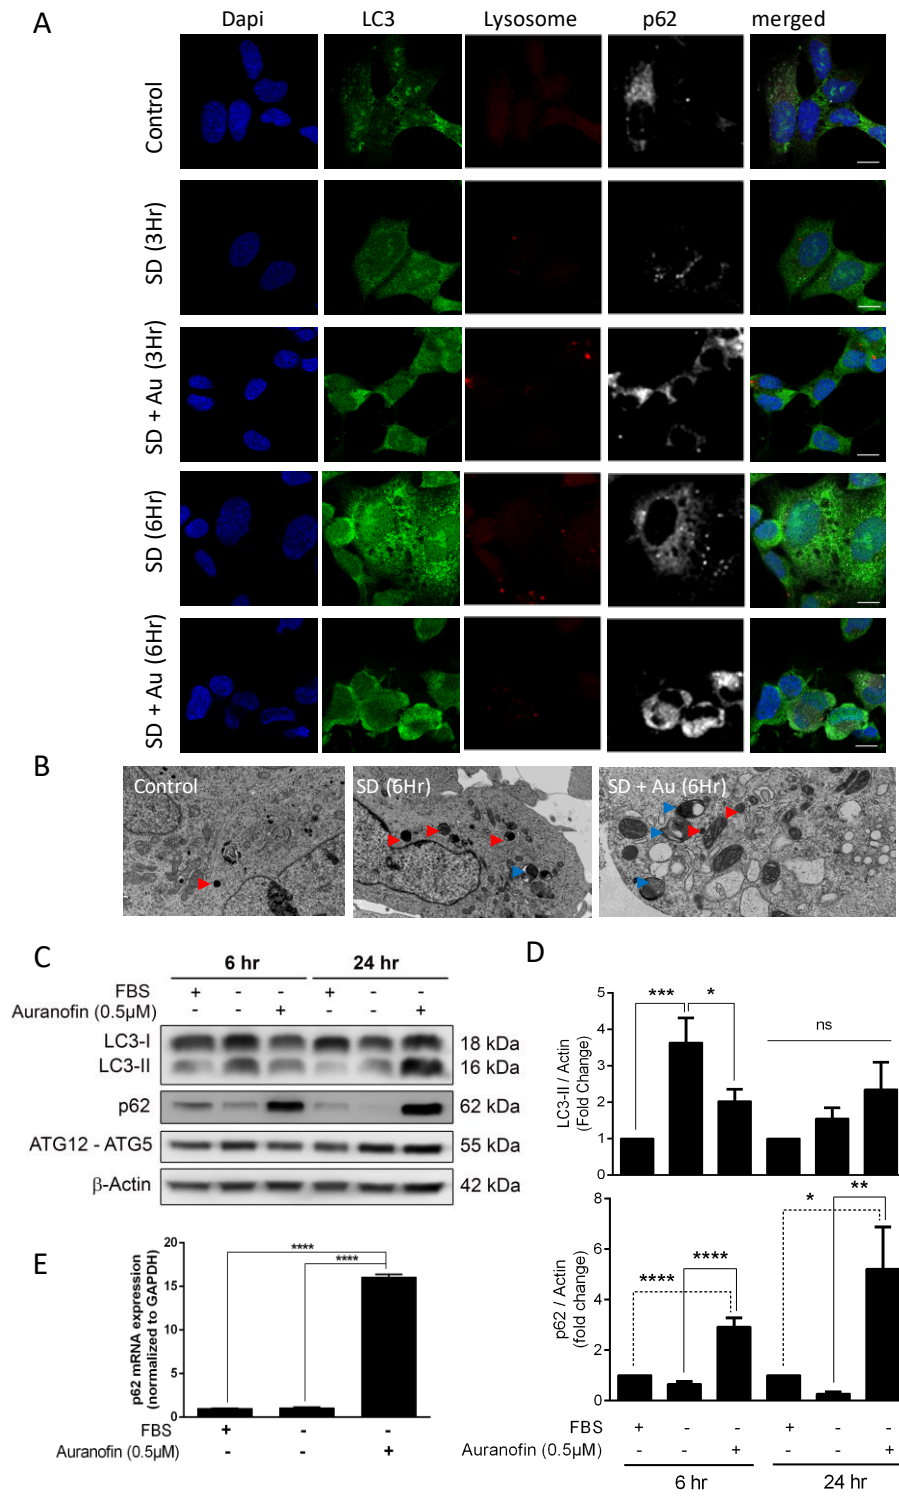 A
Dapi LC3 Lysosome p62 merged
Control
SD (3Hr)
SD + Au (3Hr)
SD (6Hr)
SD + Au (6Hr)
B
Control SD (6Hr) SD + Au (6Hr)
C
6 hr 24 hr
FBS + - - + - -
Auranofin (0.5µM) - - + - - +
LC3-I 18 kDa
LC3-II 16 kDa
p62 62 kDa
ATG12 - ATG5 55 kDa
β-Actin 42 kDa
D
LC3-II / Actin
(Fold Change)
5
4
3
2
1
*** * ns
p62 / Actin
(fold change)
8
6
4
2
0
**** **** * **
FBS + - - + - -
Auranofin (0.5µM) - - + - - +
6 hr 24 hr
E
p62 mRNA expression
(normalized to GAPDH)
20
15
10
5
0
****
****
FBS + - -
Auranofin (0.5µM) - - +